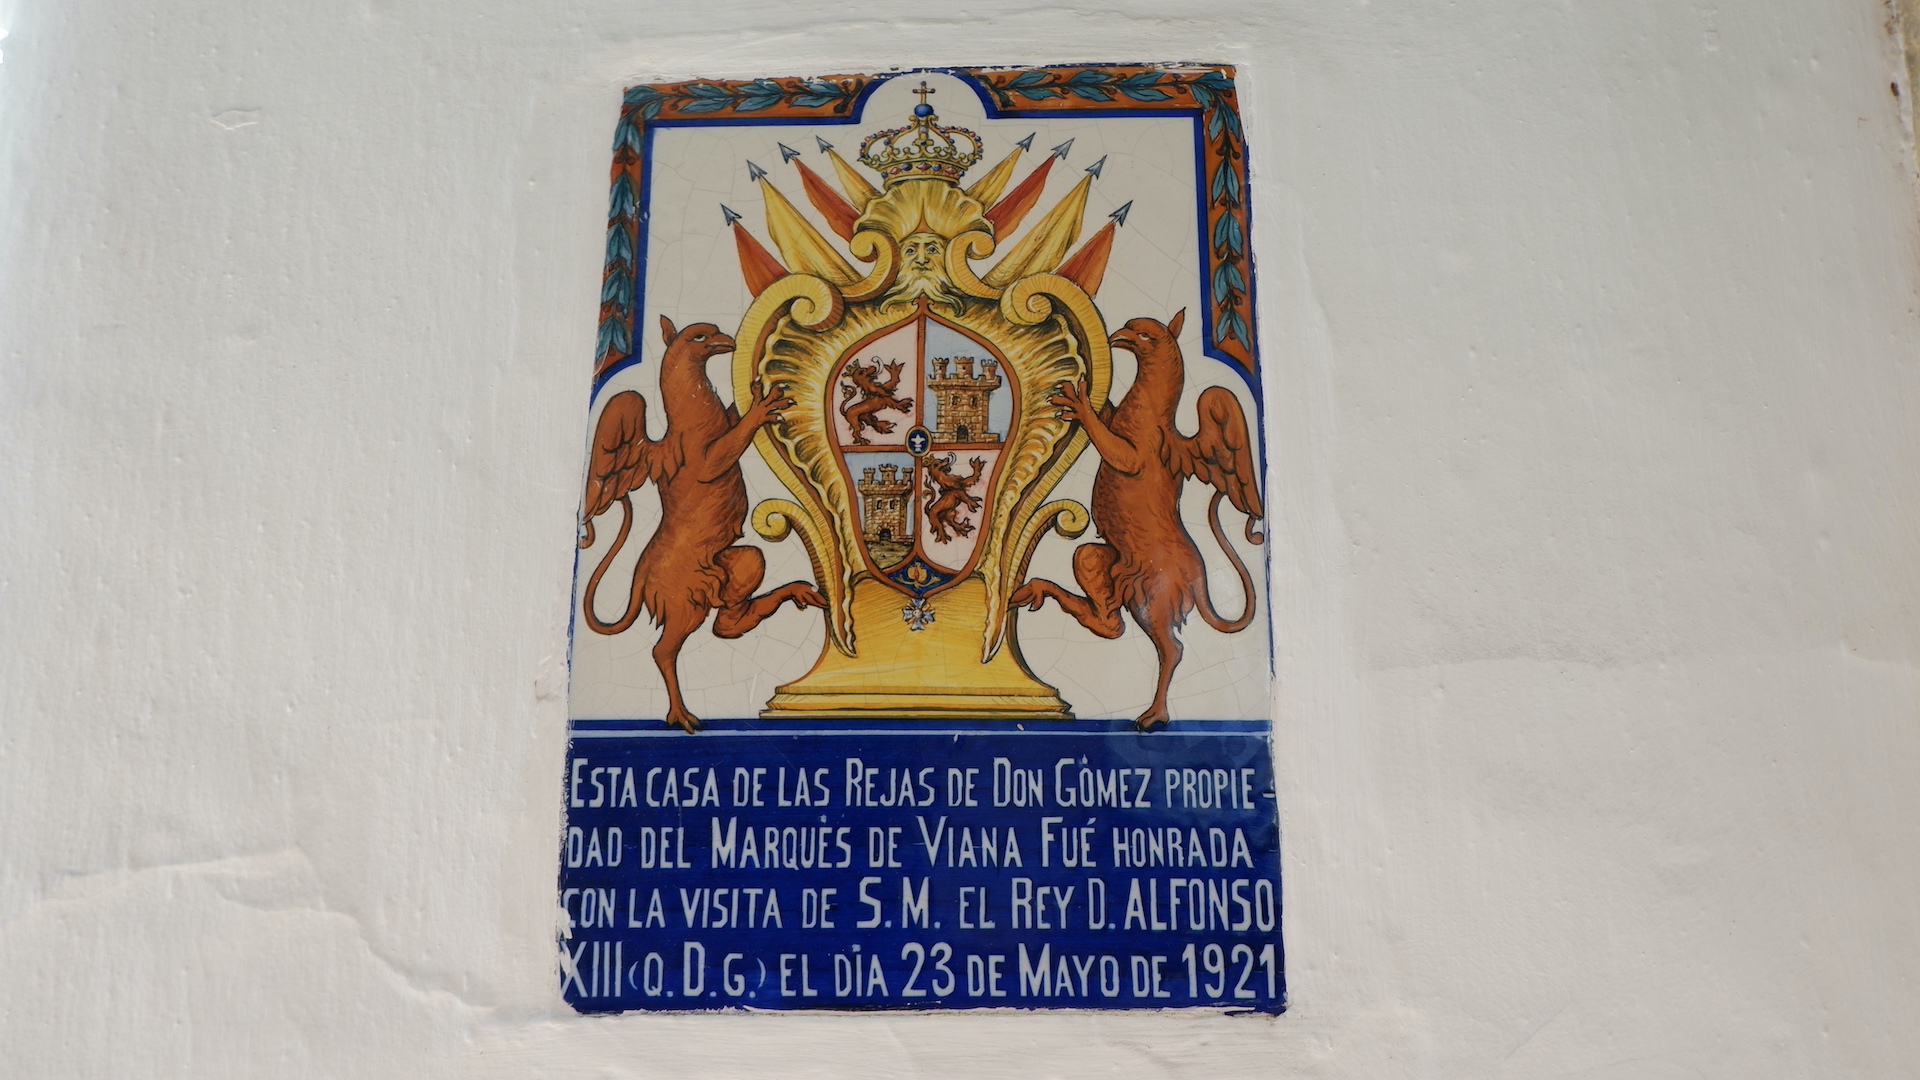 ESTA CASA DE LAS REJAS DE DON GÓMEZ PROPIE-
DAD DEL MARQUÉS DE VIANA FUÉ HONRADA
CON LA VISITA DE S.M. EL REY D. ALFONSO
XIII (Q.D.G.) EL DÍA 23 DE MAYO DE 1921